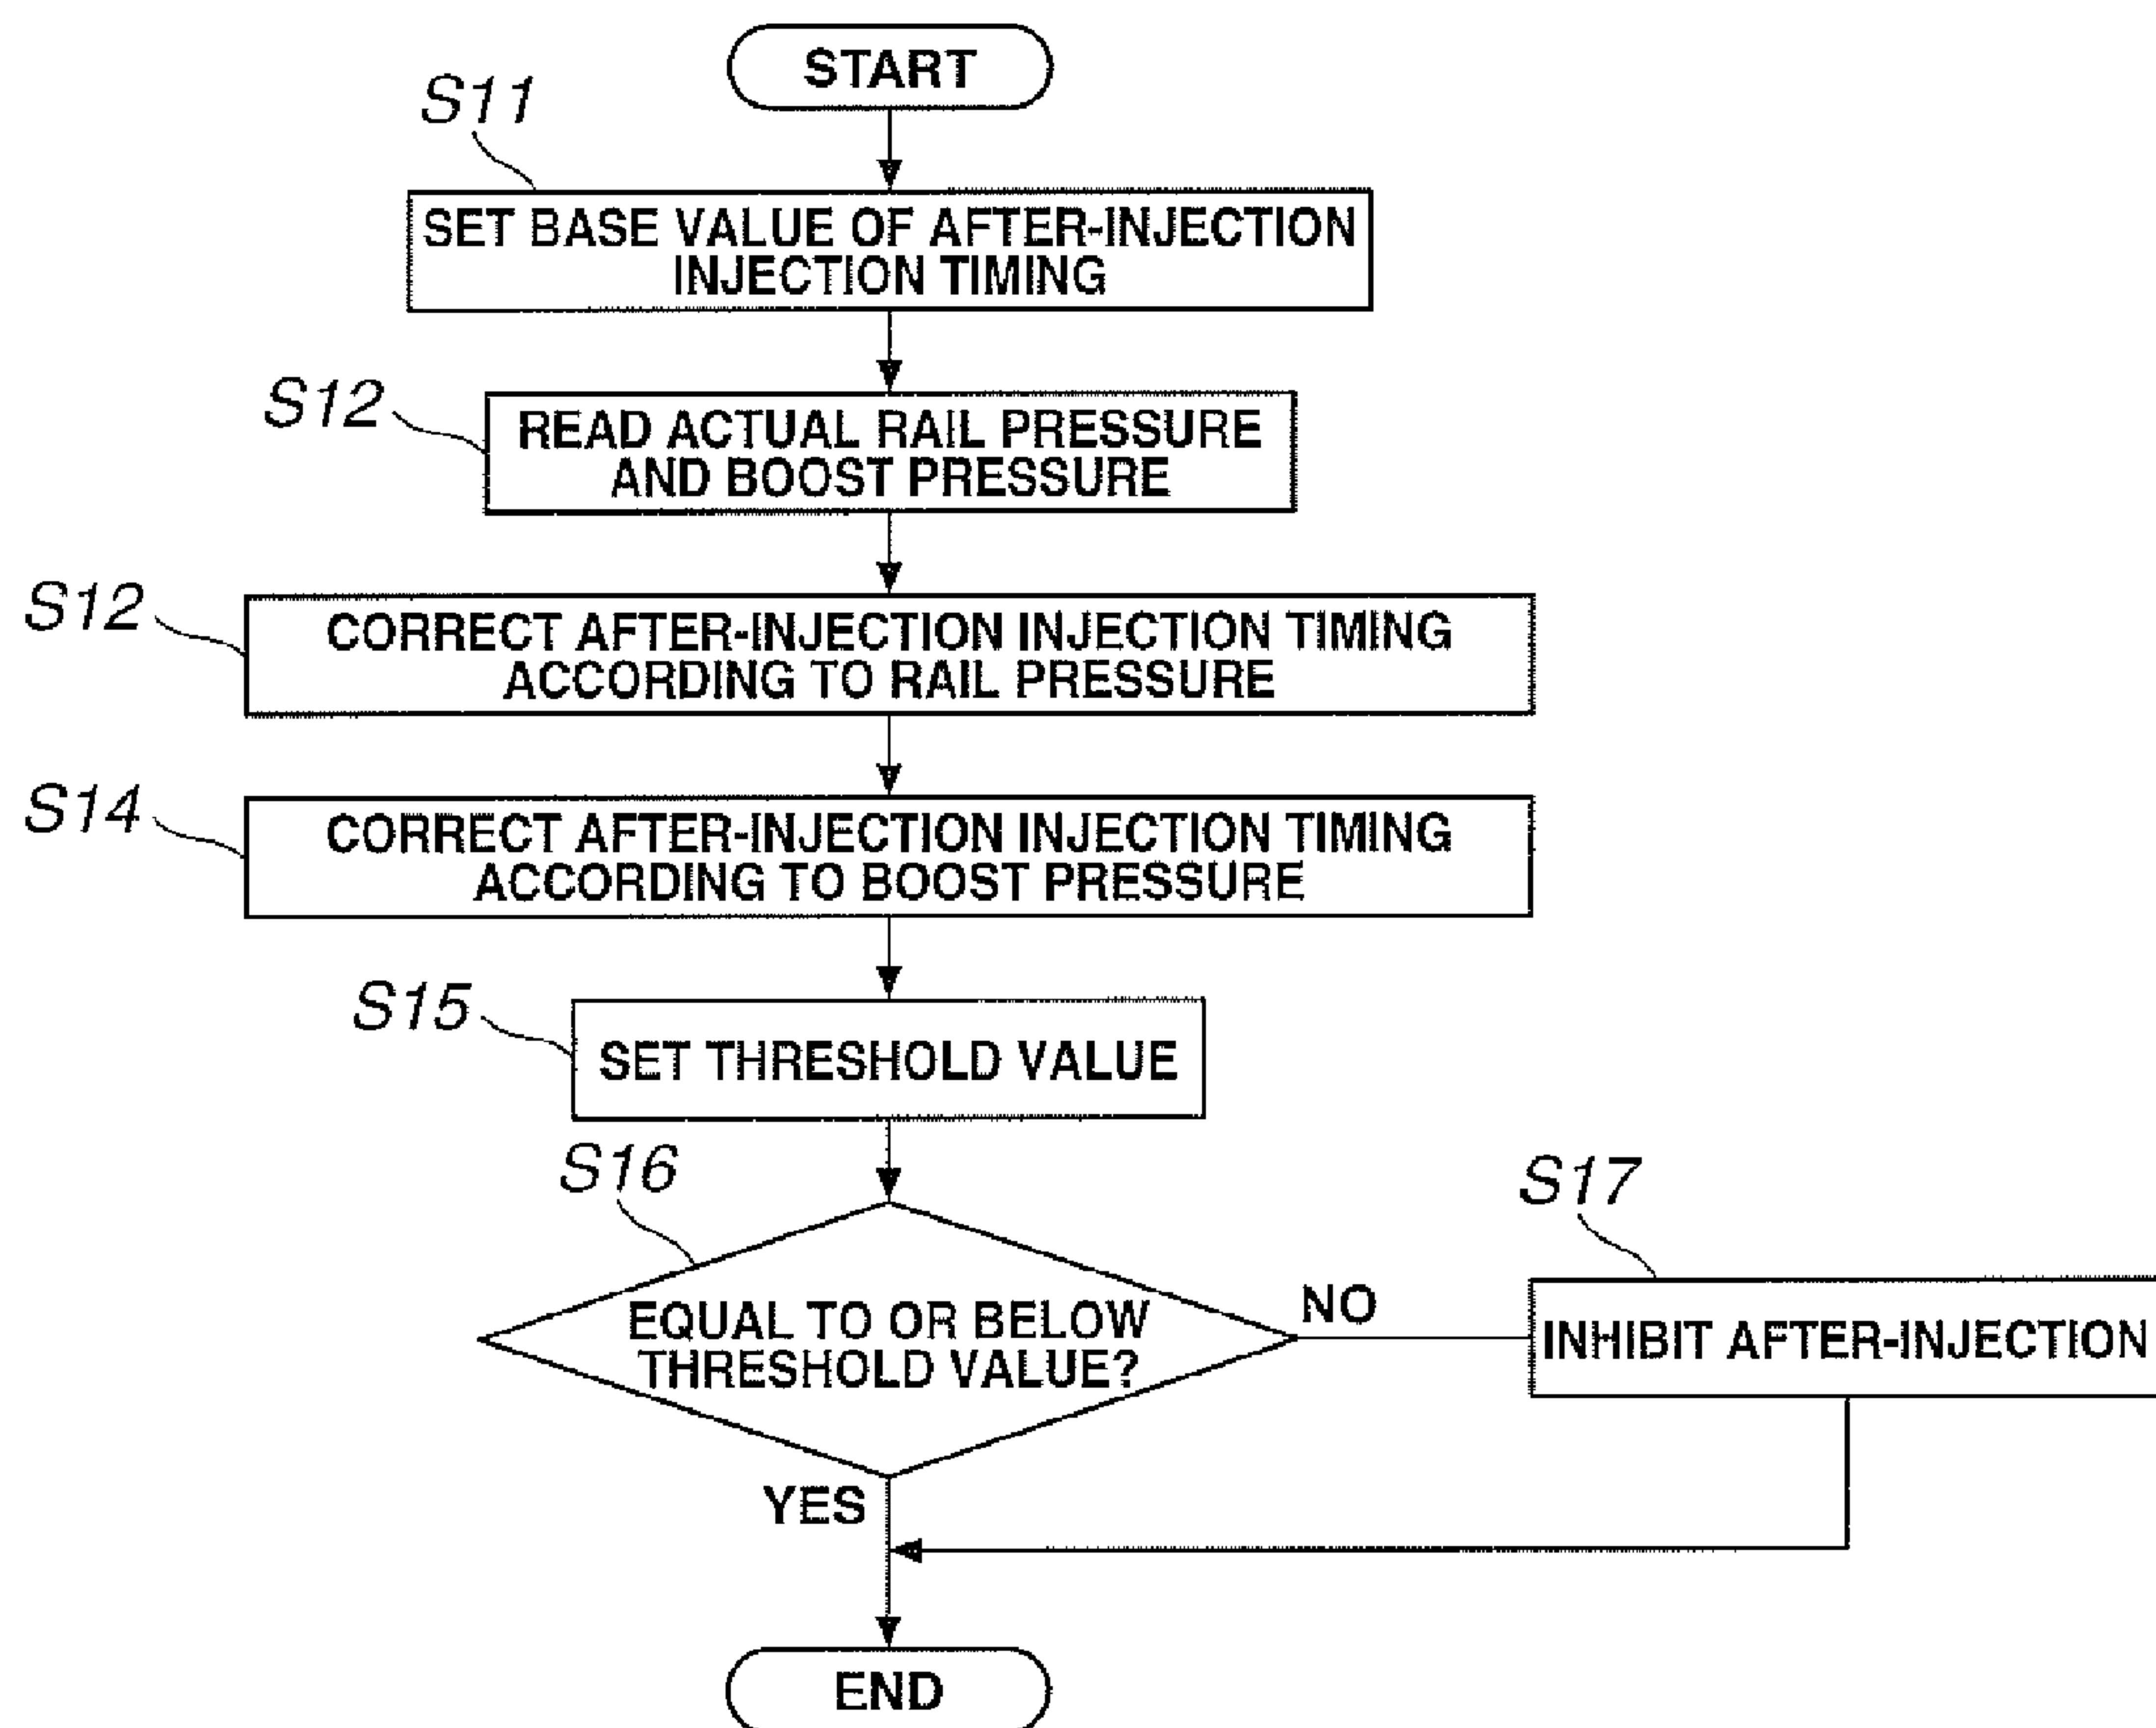 START
S11
SET BASE VALUE OF AFTER-INJECTION
INJECTION TIMING
S12
READ ACTUAL RAIL PRESSURE
AND BOOST PRESSURE
S12
CORRECT AFTER-INJECTION INJECTION TIMING
ACCORDING TO RAIL PRESSURE
S14
CORRECT AFTER-INJECTION INJECTION TIMING
ACCORDING TO BOOST PRESSURE
S15
SET THRESHOLD VALUE
S16
EQUAL TO OR BELOW
THRESHOLD VALUE?
NO
S17
INHIBIT AFTER-INJECTION
YES
END